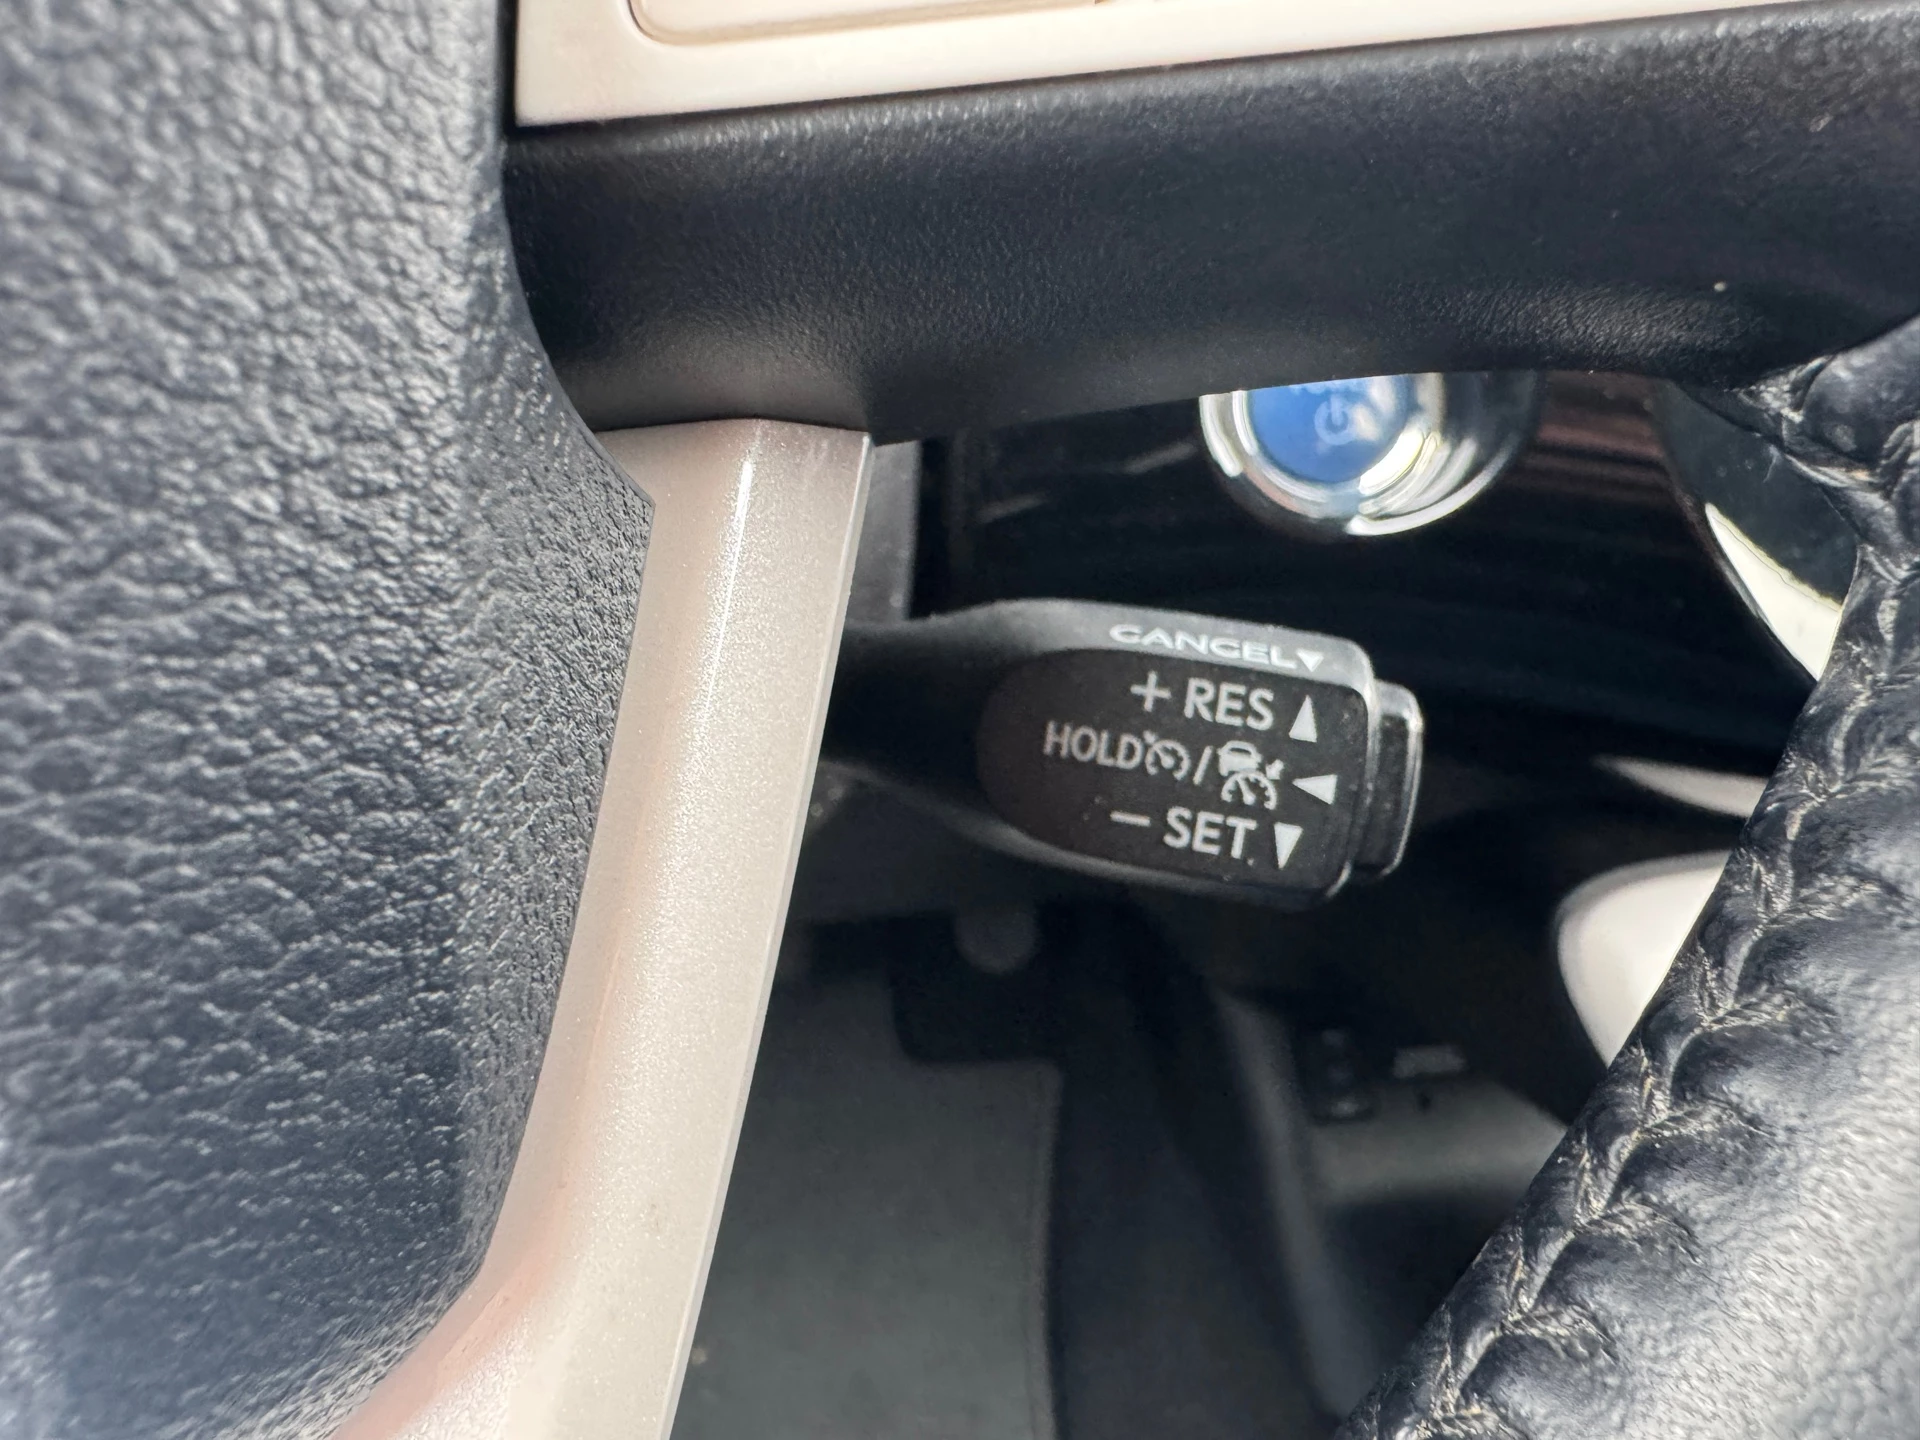 CANCEL▼
+ RES ▲
HOLD / ◀
− SET ▼